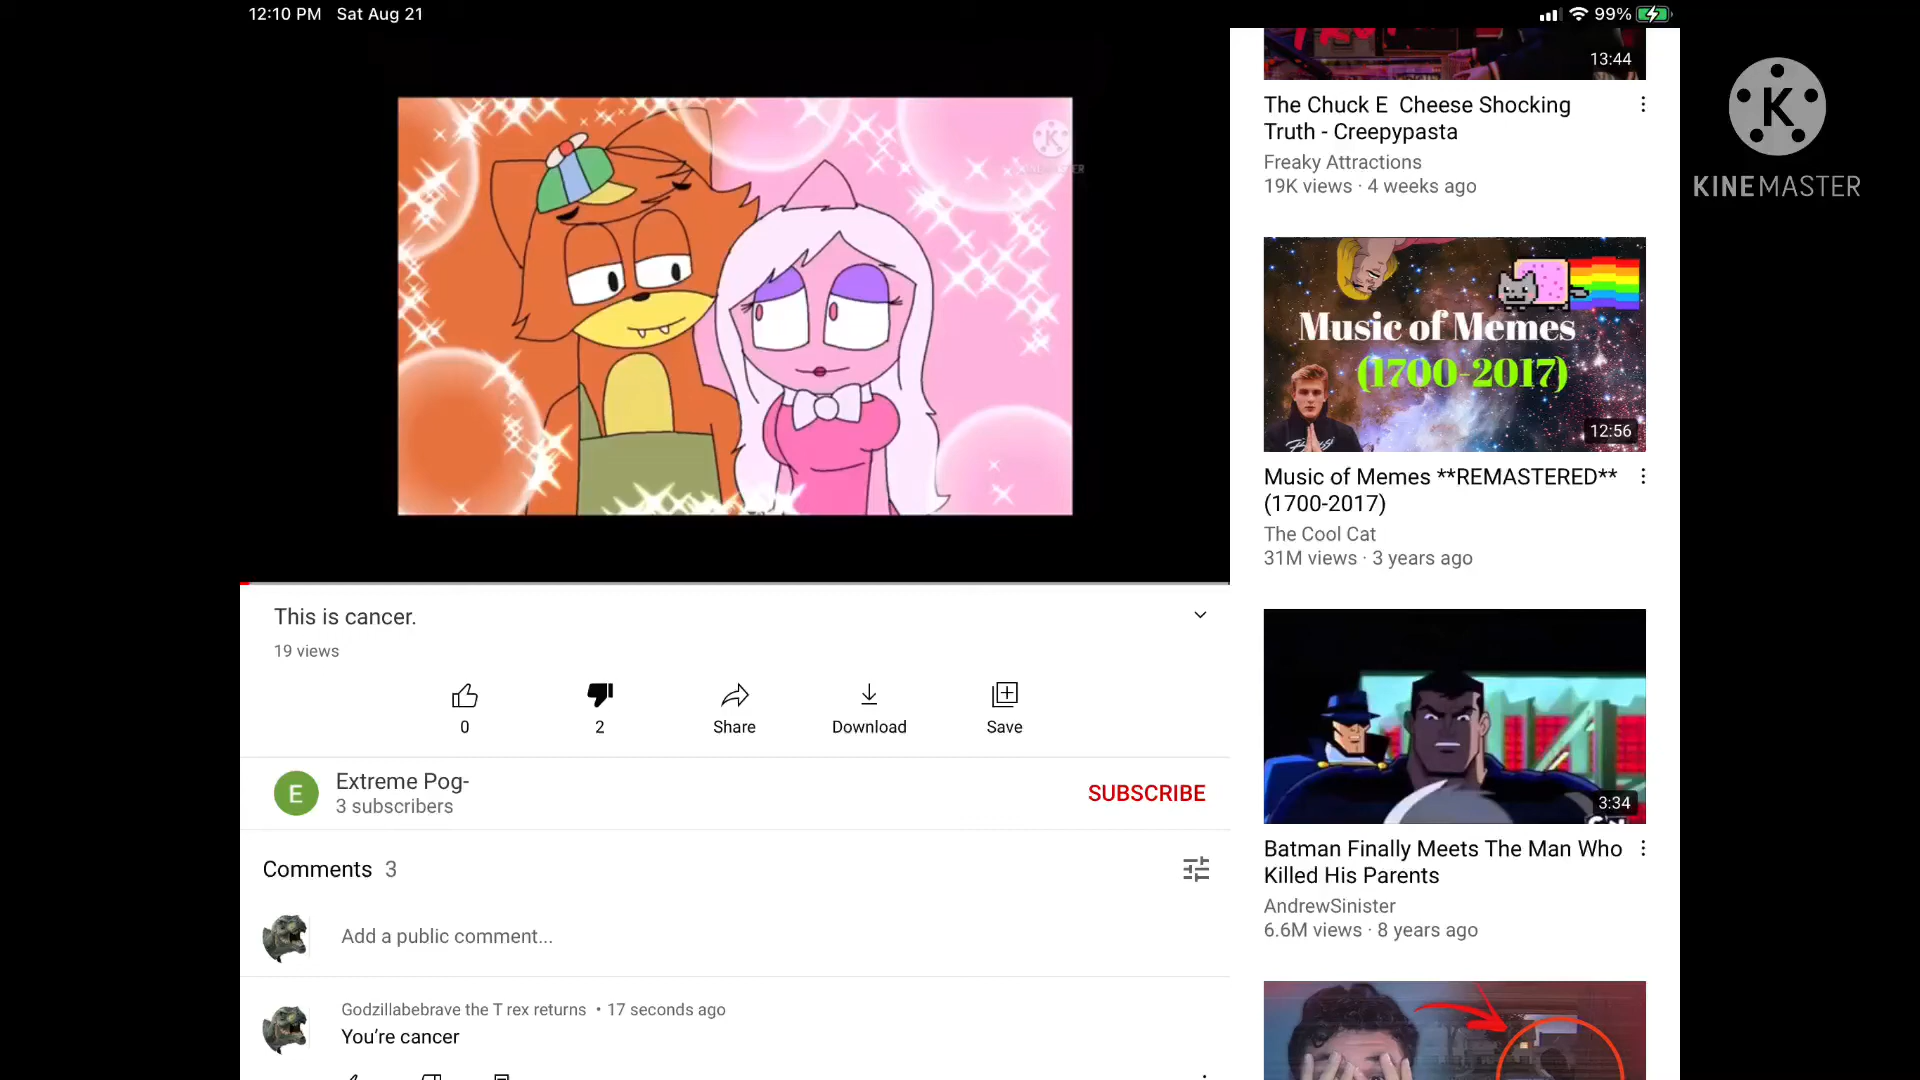 12:10 PM Sat Aug 21
99%
KINEMASTER
This is cancer.
19 views
0
2
Share
Download
Save
E
Extreme Pog-
3 subscribers
SUBSCRIBE
Comments 3
Add a public comment...
Godzillabebrave the T rex returns • 17 seconds ago
You’re cancer
13:44
The Chuck E Cheese Shocking
Truth - Creepypasta
Freaky Attractions
19K views · 4 weeks ago
Music of Memes
(1700-2017)
12:56
Music of Memes **REMASTERED**
(1700-2017)
The Cool Cat
31M views · 3 years ago
3:34
Batman Finally Meets The Man Who
Killed His Parents
AndrewSinister
6.6M views · 8 years ago
K
KINEMASTER